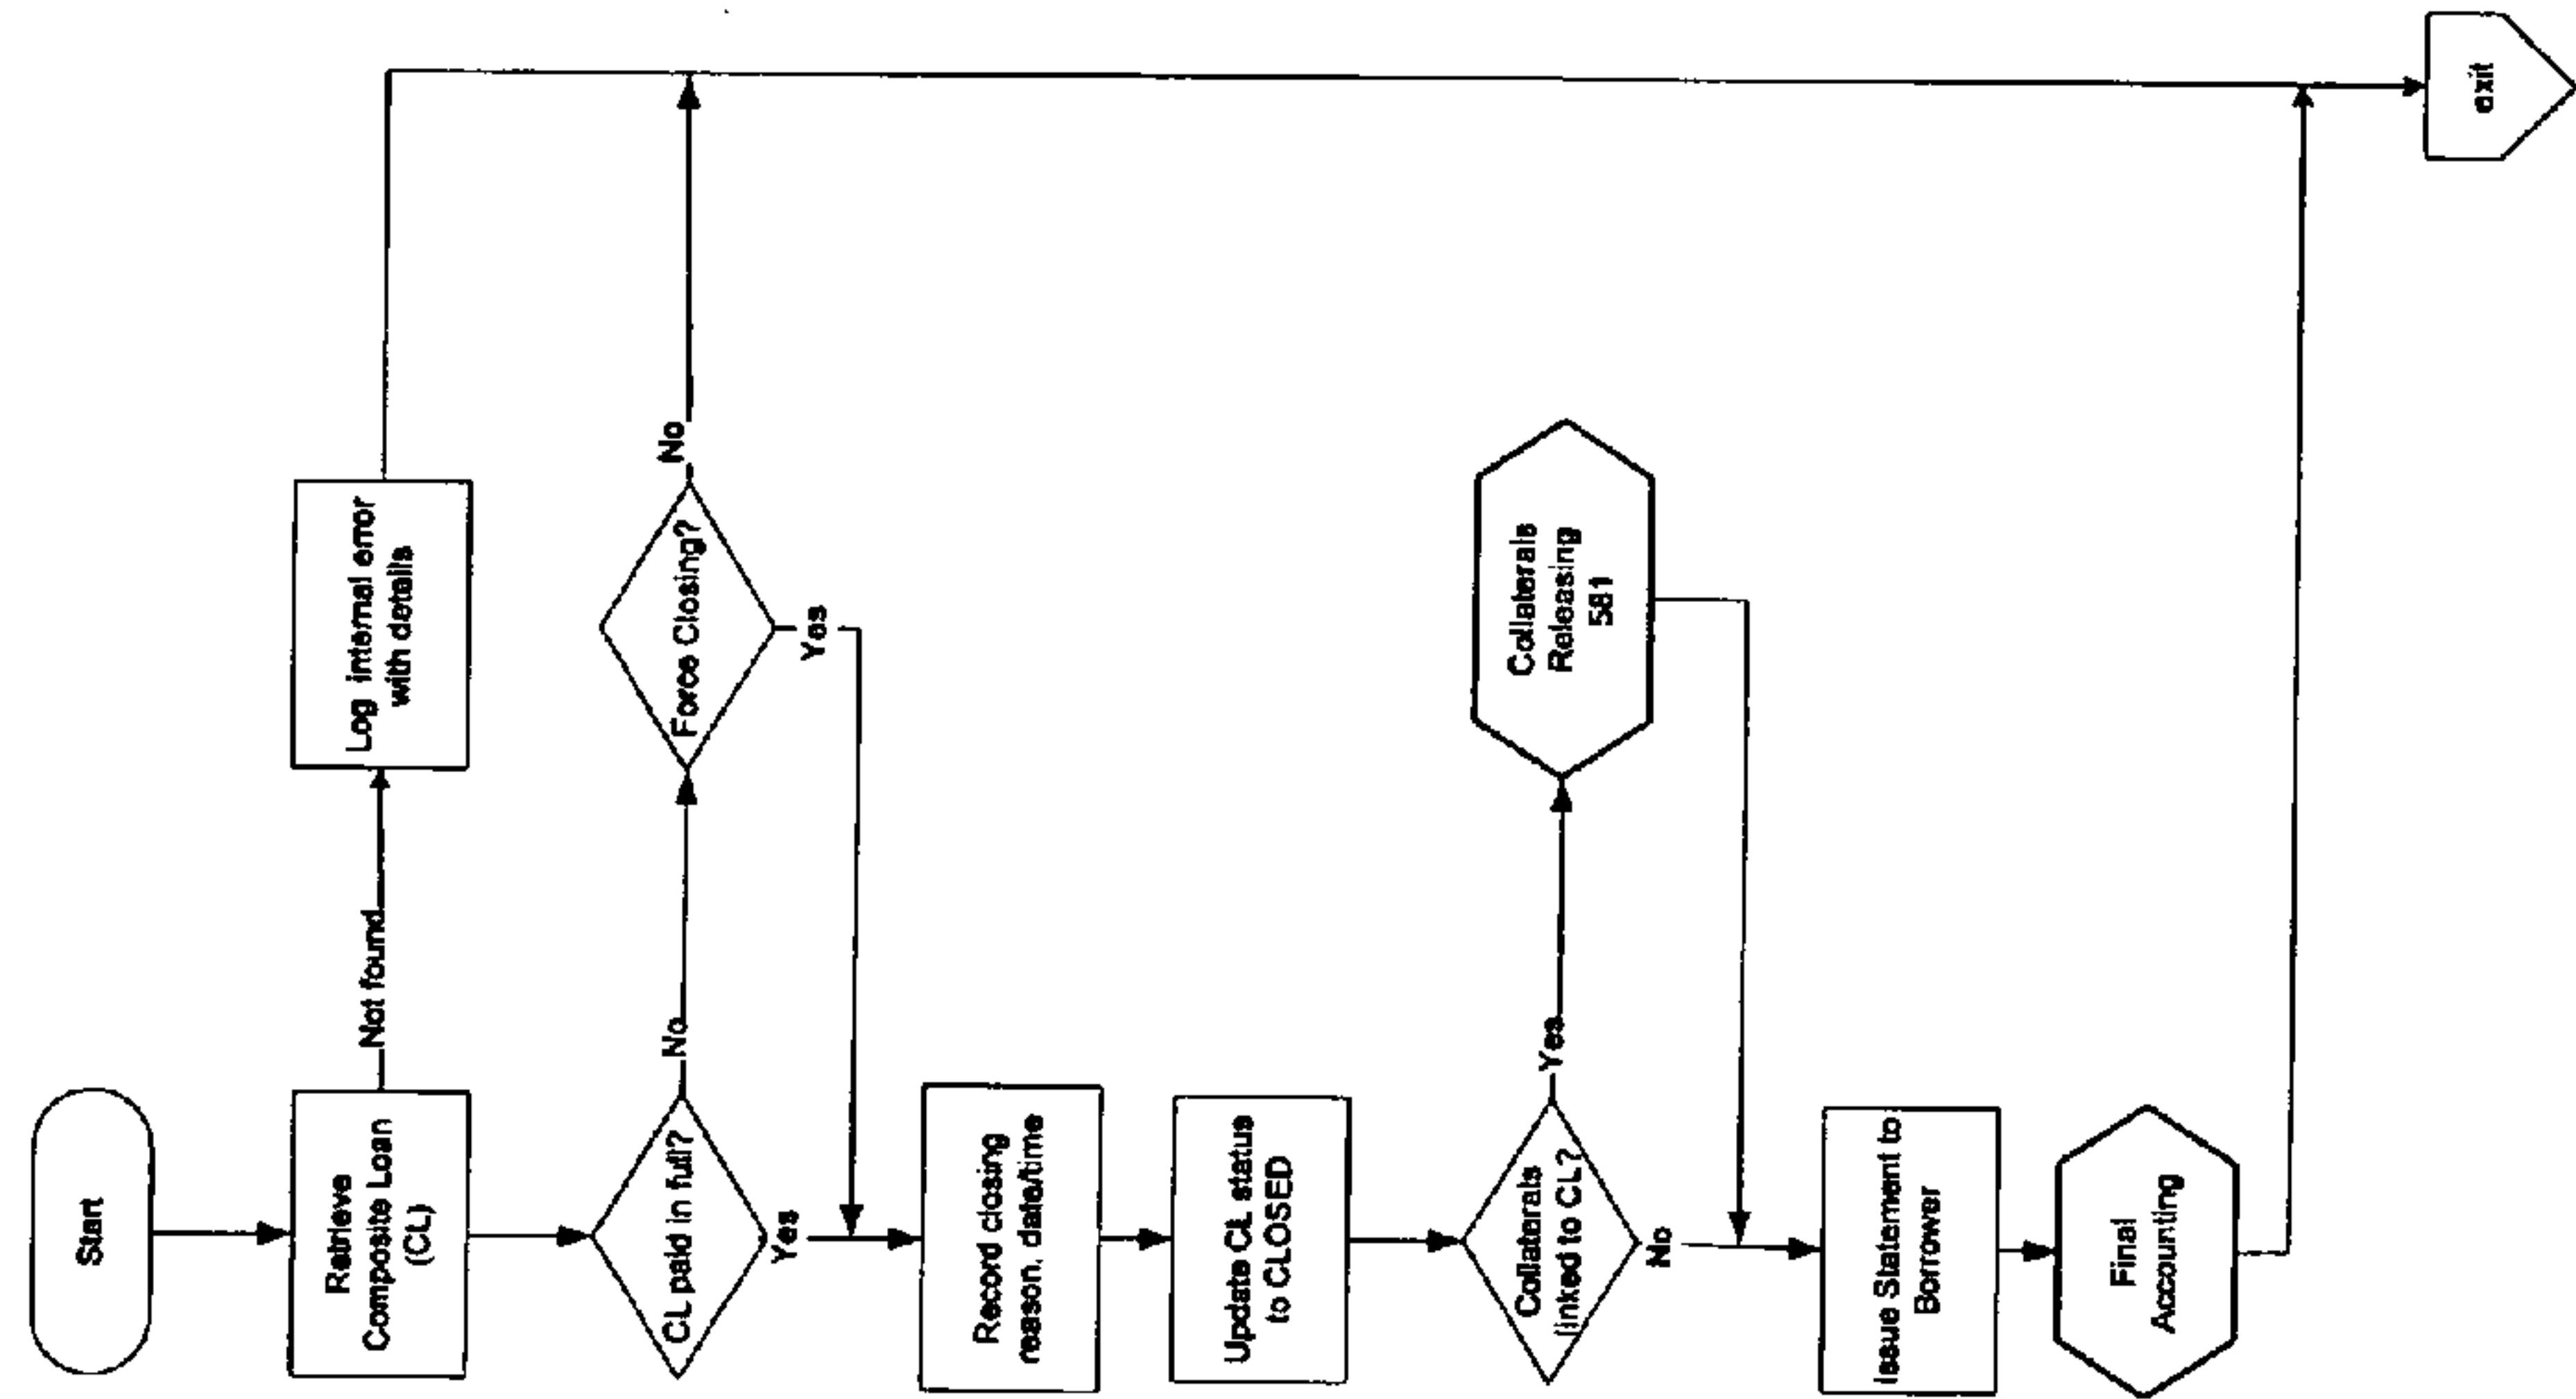 Start
Retrieve
Composite Loan
(CL)
Not found
Log internal error
with details
CL paid in full?
No
Force Closing?
No
Yes
Yes
Record closing
reason, date/time
Update CL status
to CLOSED
Collaterals
linked to CL?
Yes
Collaterals
Releasing
581
No
Issue Statement to
Borrower
Final
Accounting
exit